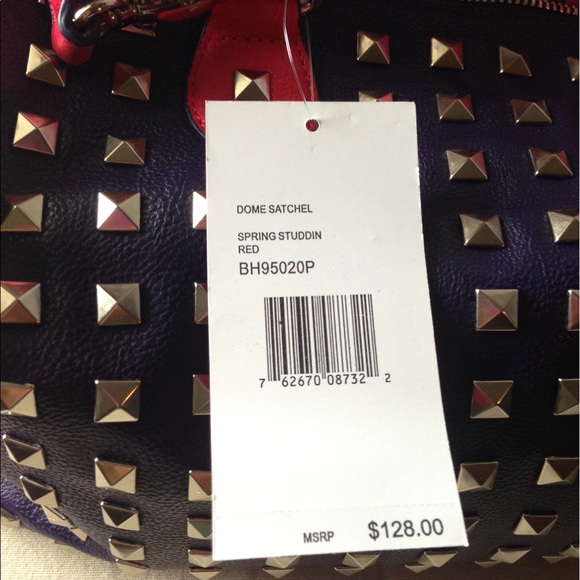 DOME SATCHEL
SPRING STUDDIN
RED
BH95020P
7 62670 08732 2
MSRP $128.00